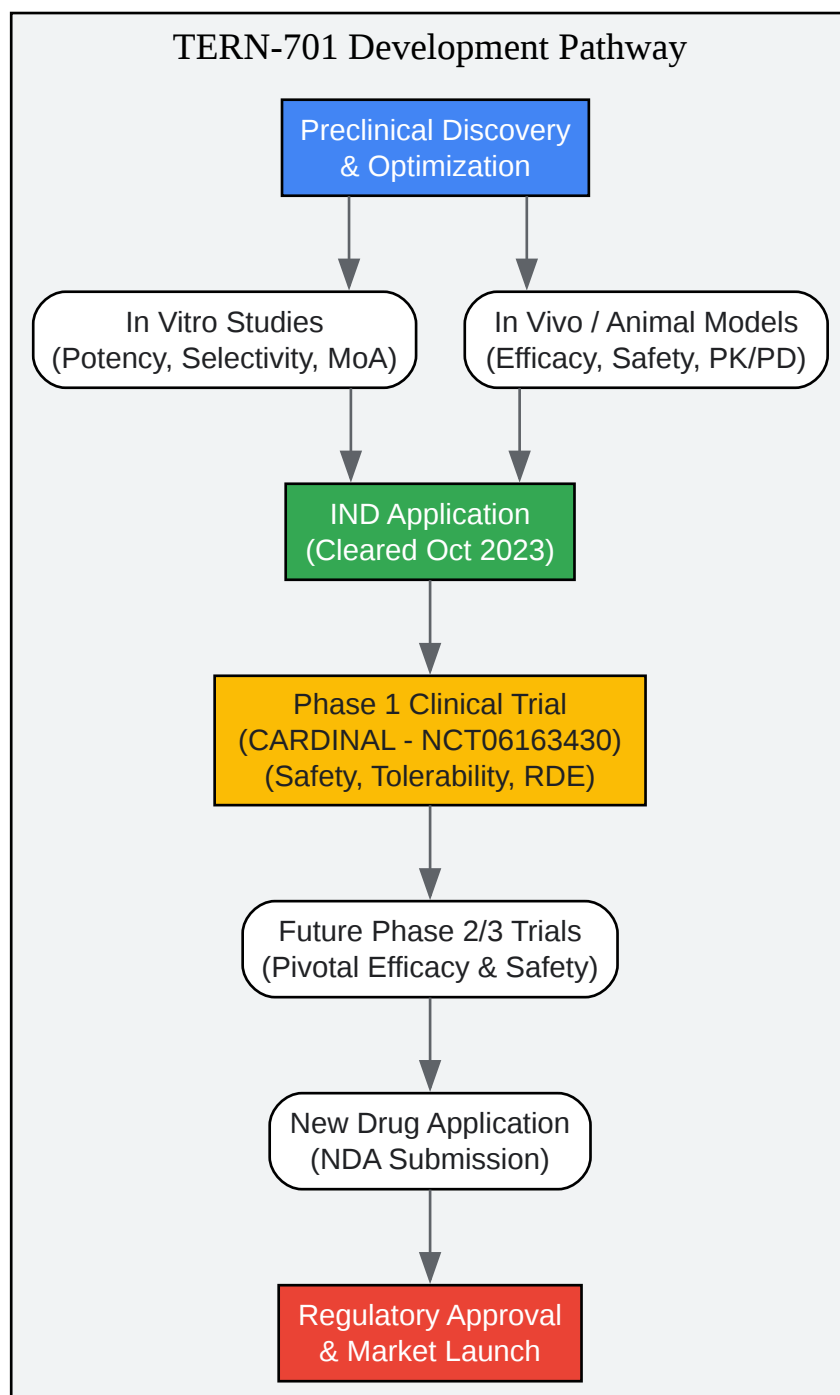 TERN-701 Development Pathway
Preclinical Discovery
& Optimization
In Vitro Studies
(Potency, Selectivity, MoA)
In Vivo / Animal Models
(Efficacy, Safety, PK/PD)
IND Application
(Cleared Oct 2023)
Phase 1 Clinical Trial
(CARDINAL - NCT06163430)
(Safety, Tolerability, RDE)
Future Phase 2/3 Trials
(Pivotal Efficacy & Safety)
New Drug Application
(NDA Submission)
Regulatory Approval
& Market Launch